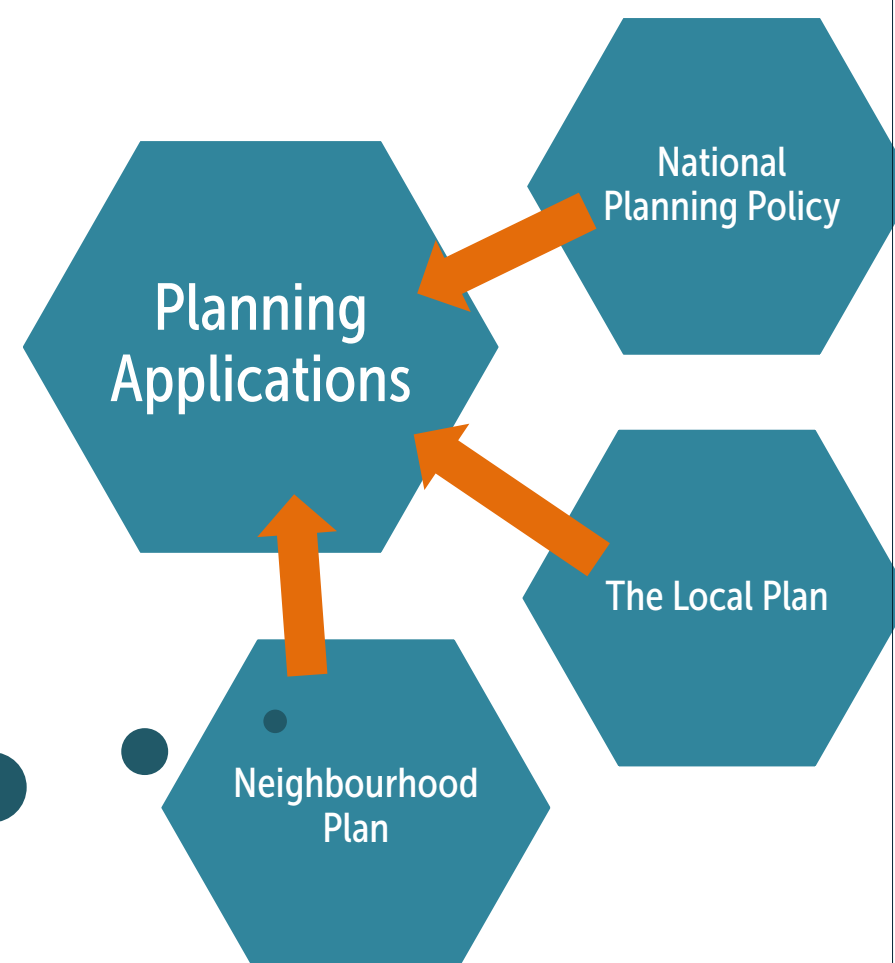 National
Planning Policy
Planning
Applications
The Local Plan
Neighbourhood
Plan